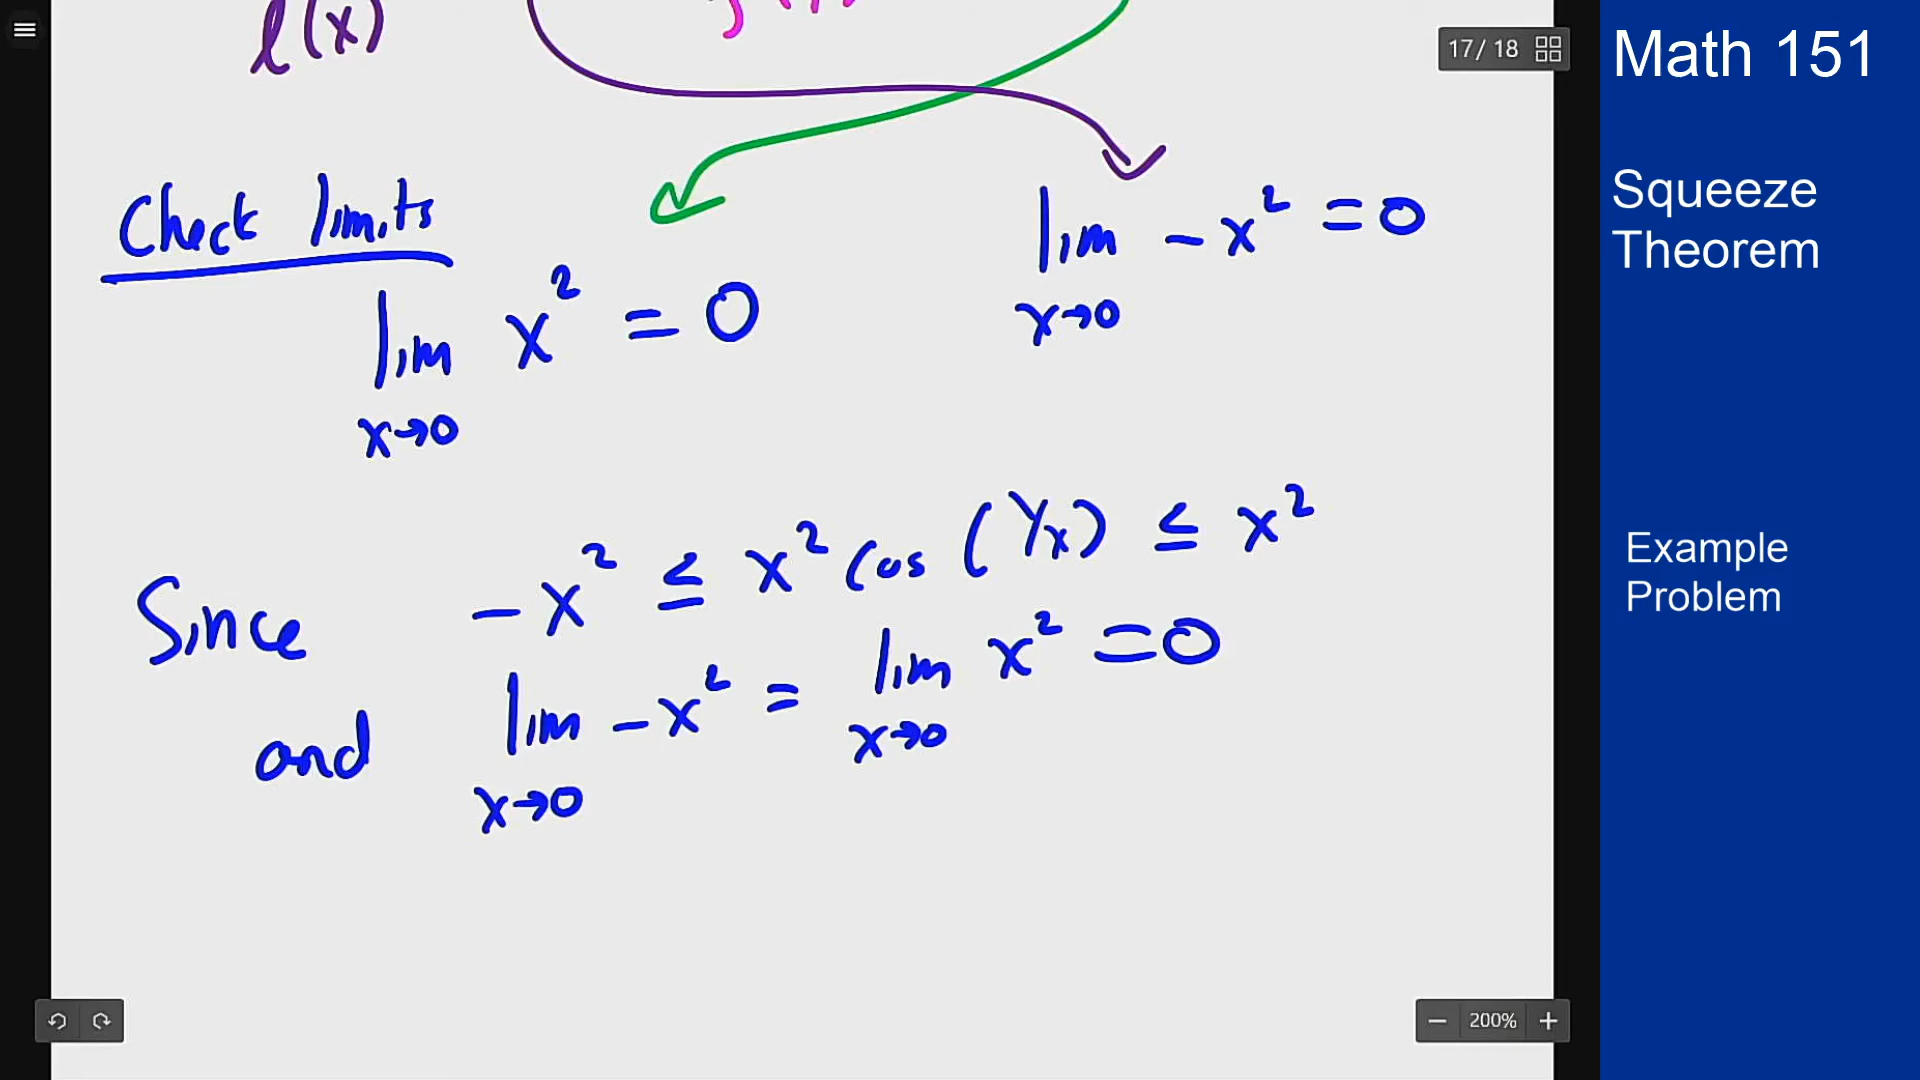 l(x)
17/ 18
Math 151
Squeeze
Theorem
Example
Problem
Check limits
lim x² = 0
x→0
lim -x² = 0
x→0
Since -x² ≤ x² cos (1/x) ≤ x²
and lim -x² = lim x² = 0
x→0 x→0
200%